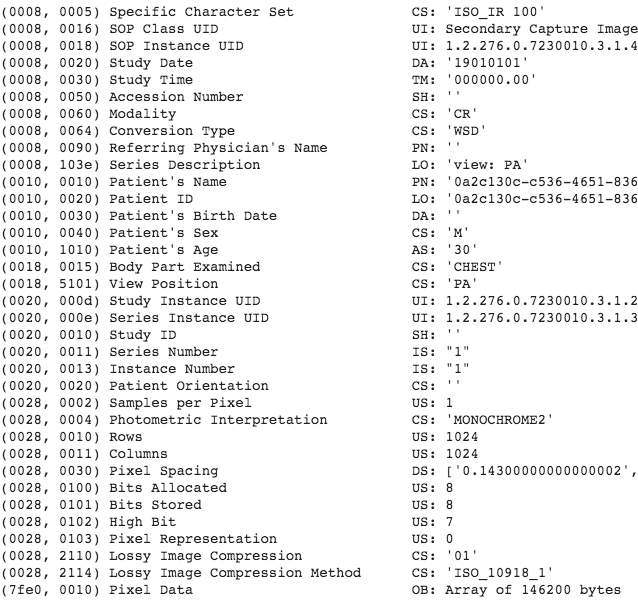 (0008, 0005) Specific Character Set CS: 'ISO_IR 100'
(0008, 0016) SOP Class UID UI: Secondary Capture Image
(0008, 0018) SOP Instance UID UI: 1.2.276.0.7230010.3.1.4
(0008, 0020) Study Date DA: '19010101'
(0008, 0030) Study Time TM: '000000.00'
(0008, 0050) Accession Number SH: ''
(0008, 0060) Modality CS: 'CR'
(0008, 0064) Conversion Type CS: 'WSD'
(0008, 0090) Referring Physician's Name PN: ''
(0008, 103e) Series Description LO: 'view: PA'
(0010, 0010) Patient's Name PN: '0a2c130c-c536-4651-836
(0010, 0020) Patient ID LO: '0a2c130c-c536-4651-836
(0010, 0030) Patient's Birth Date DA: ''
(0010, 0040) Patient's Sex CS: 'M'
(0010, 1010) Patient's Age AS: '30'
(0018, 0015) Body Part Examined CS: 'CHEST'
(0018, 5101) View Position CS: 'PA'
(0020, 000d) Study Instance UID UI: 1.2.276.0.7230010.3.1.2
(0020, 000e) Series Instance UID UI: 1.2.276.0.7230010.3.1.3
(0020, 0010) Study ID SH: ''
(0020, 0011) Series Number IS: "1"
(0020, 0013) Instance Number IS: "1"
(0020, 0020) Patient Orientation CS: ''
(0028, 0002) Samples per Pixel US: 1
(0028, 0004) Photometric Interpretation CS: 'MONOCHROME2'
(0028, 0010) Rows US: 1024
(0028, 0011) Columns US: 1024
(0028, 0030) Pixel Spacing DS: ['0.14300000000000002',
(0028, 0100) Bits Allocated US: 8
(0028, 0101) Bits Stored US: 8
(0028, 0102) High Bit US: 7
(0028, 0103) Pixel Representation US: 0
(0028, 2110) Lossy Image Compression CS: '01'
(0028, 2114) Lossy Image Compression Method CS: 'ISO_10918_1'
(7fe0, 0010) Pixel Data OB: Array of 146200 bytes